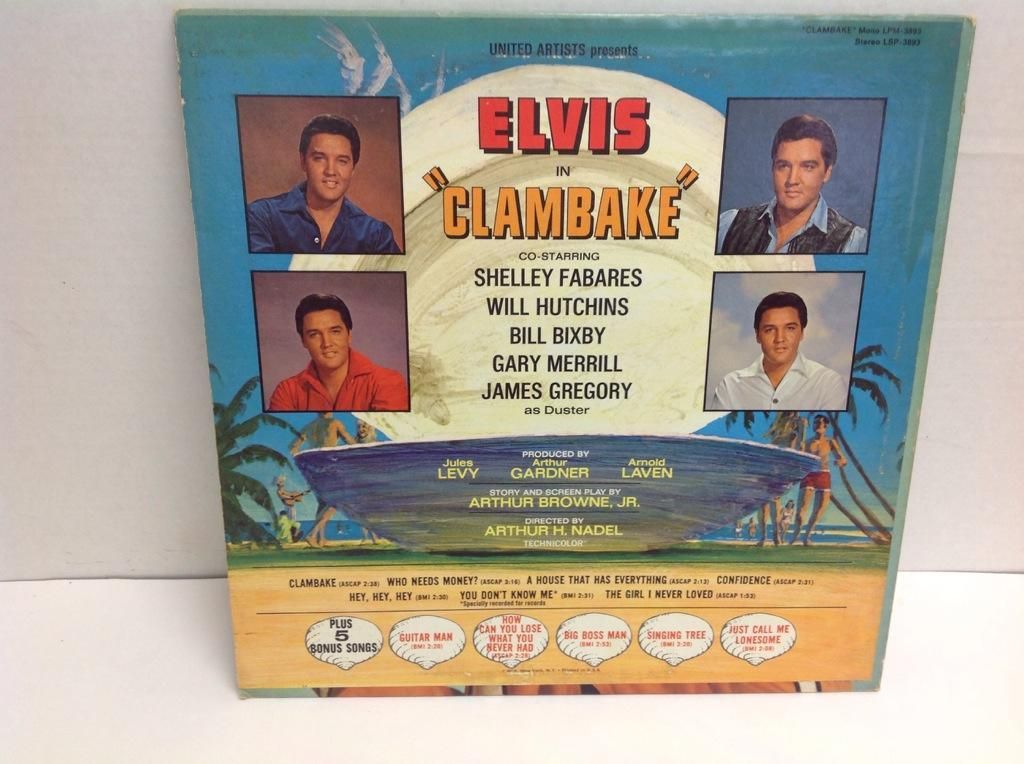 "CLAMBAKE" Mono LPM-3893
Stereo LSP-3893
UNITED ARTISTS presents
ELVIS
IN
"CLAMBAKE"
CO-STARRING
SHELLEY FABARES
WILL HUTCHINS
BILL BIXBY
GARY MERRILL
JAMES GREGORY
as Duster
PRODUCED BY
Jules LEVY Arthur GARDNER Arnold LAVEN
STORY AND SCREEN PLAY BY
ARTHUR BROWNE, JR.
DIRECTED BY
ARTHUR H. NADEL
TECHNICOLOR®
CLAMBAKE (ASCAP 2:38) WHO NEEDS MONEY? (ASCAP 3:16) A HOUSE THAT HAS EVERYTHING (ASCAP 2:13) CONFIDENCE (ASCAP 2:31)
HEY, HEY, HEY (BMI 2:30) YOU DON'T KNOW ME* (BMI 2:31) THE GIRL I NEVER LOVED (ASCAP 1:53)
*Specially recorded for records
PLUS
5
BONUS SONGS
GUITAR MAN
(BMI 2:20)
HOW
CAN YOU LOSE
WHAT YOU
NEVER HAD
(ASCAP 2:28)
BIG BOSS MAN
(BMI 2:53)
SINGING TREE
(BMI 2:20)
JUST CALL ME
LONESOME
(BMI 2:08)